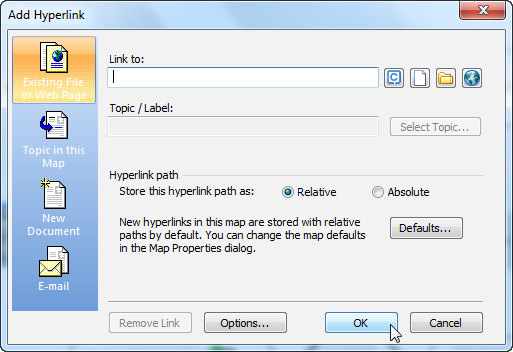 Add Hyperlink
Existing File
or Web Page
Topic in this
Map
New
Document
E-mail
Link to:
Topic / Label:
Select Topic...
Hyperlink path
Store this hyperlink path as:
Relative
Absolute
New hyperlinks in this map are stored with relative
paths by default. You can change the map defaults
in the Map Properties dialog.
Defaults...
Remove Link
Options...
OK
Cancel